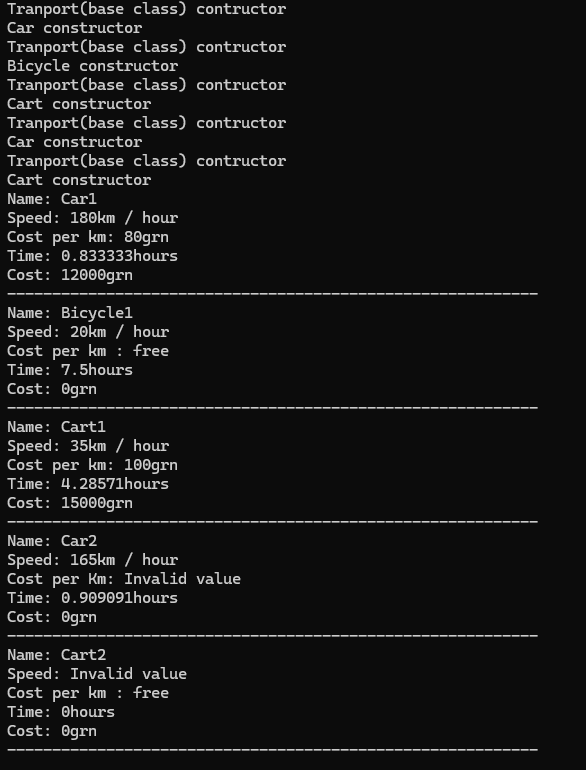 Tranport(base class) contructor
Car constructor
Tranport(base class) contructor
Bicycle constructor
Tranport(base class) contructor
Cart constructor
Tranport(base class) contructor
Car constructor
Tranport(base class) contructor
Cart constructor
Name: Car1
Speed: 180km / hour
Cost per km: 80grn
Time: 0.833333hours
Cost: 12000grn
-----------------------------------------------------------
Name: Bicycle1
Speed: 20km / hour
Cost per km : free
Time: 7.5hours
Cost: 0grn
-----------------------------------------------------------
Name: Cart1
Speed: 35km / hour
Cost per km: 100grn
Time: 4.28571hours
Cost: 15000grn
-----------------------------------------------------------
Name: Car2
Speed: 165km / hour
Cost per Km: Invalid value
Time: 0.909091hours
Cost: 0grn
-----------------------------------------------------------
Name: Cart2
Speed: Invalid value
Cost per km : free
Time: 0hours
Cost: 0grn
-----------------------------------------------------------